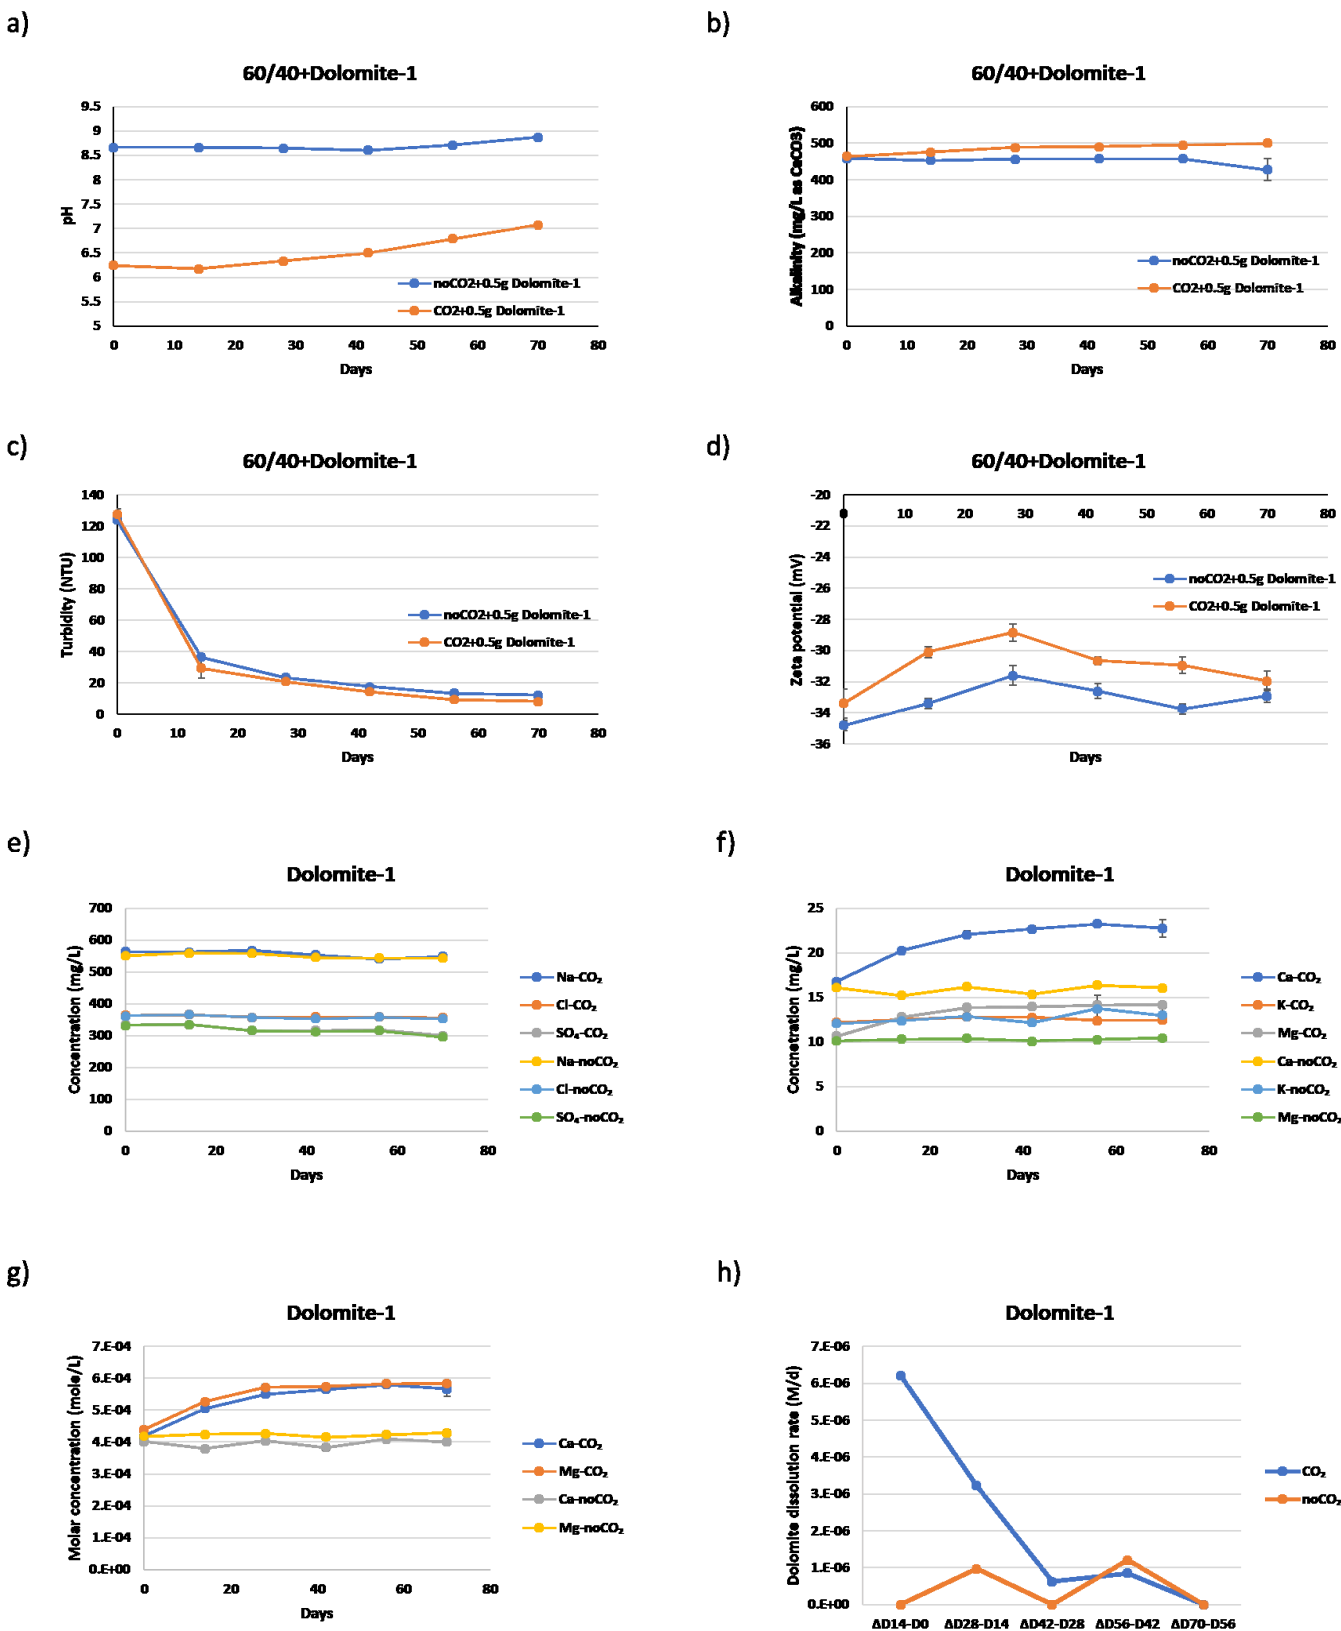 a)
60/40+Dolomite-1
9.5
9
8.5
8
7.5
7
6.5
6
5.5
5
pH
0 10 20 30 40 50 60 70 80
Days
noCO2+0.5g Dolomite-1
CO2+0.5g Dolomite-1
b)
60/40+Dolomite-1
600
500
400
300
200
100
0
Alkalinity (mg/L as CaCO3)
0 10 20 30 40 50 60 70 80
Days
noCO2+0.5g Dolomite-1
CO2+0.5g Dolomite-1
c)
60/40+Dolomite-1
140
120
100
80
60
40
20
0
Turbidity (NTU)
0 10 20 30 40 50 60 70 80
Days
noCO2+0.5g Dolomite-1
CO2+0.5g Dolomite-1
d)
60/40+Dolomite-1
-20
-22
-24
-26
-28
-30
-32
-34
-36
Zeta potential (mV)
0 10 20 30 40 50 60 70 80
Days
noCO2+0.5g Dolomite-1
CO2+0.5g Dolomite-1
e)
Dolomite-1
700
600
500
400
300
200
100
0
Concentration (mg/L)
0 20 40 60 80
Days
Na-CO₂
Cl-CO₂
SO₄-CO₂
Na-noCO₂
Cl-noCO₂
SO₄-noCO₂
f)
Dolomite-1
25
20
15
10
5
0
Concnetration (mg/L)
0 20 40 60 80
Days
Ca-CO₂
K-CO₂
Mg-CO₂
Ca-noCO₂
K-noCO₂
Mg-noCO₂
g)
Dolomite-1
7.E-04
6.E-04
5.E-04
4.E-04
3.E-04
2.E-04
1.E-04
0.E+00
Molar concentration (mole/L)
0 20 40 60 80
Days
Ca-CO₂
Mg-CO₂
Ca-noCO₂
Mg-noCO₂
h)
Dolomite-1
7.E-06
6.E-06
5.E-06
4.E-06
3.E-06
2.E-06
1.E-06
0.E+00
Dolomite dissolution rate (M/d)
ΔD14-D0 ΔD28-D14 ΔD42-D28 ΔD56-D42 ΔD70-D56
CO₂
noCO₂